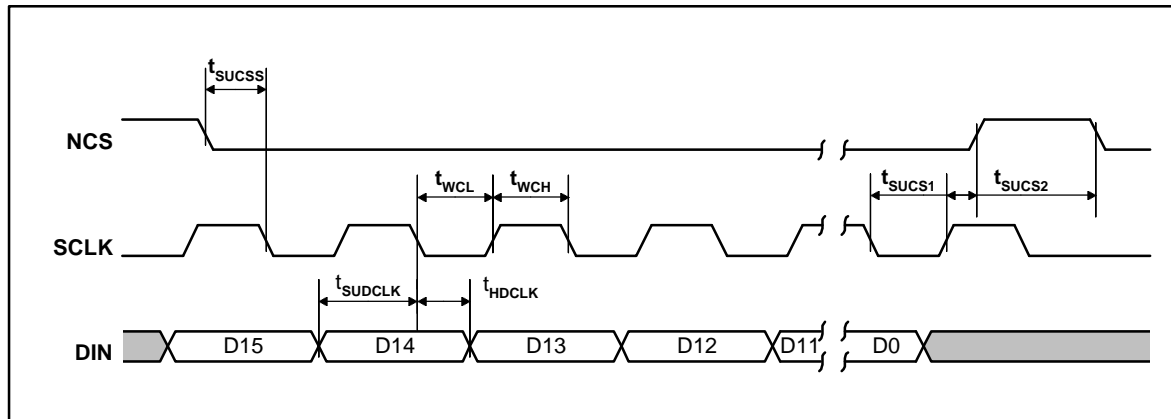 tSUCSS
NCS
tWCL tWCH tSUCS1 tSUCS2
SCLK
tSUDCLK tHDCLK
DIN D15 D14 D13 D12 D11 D0